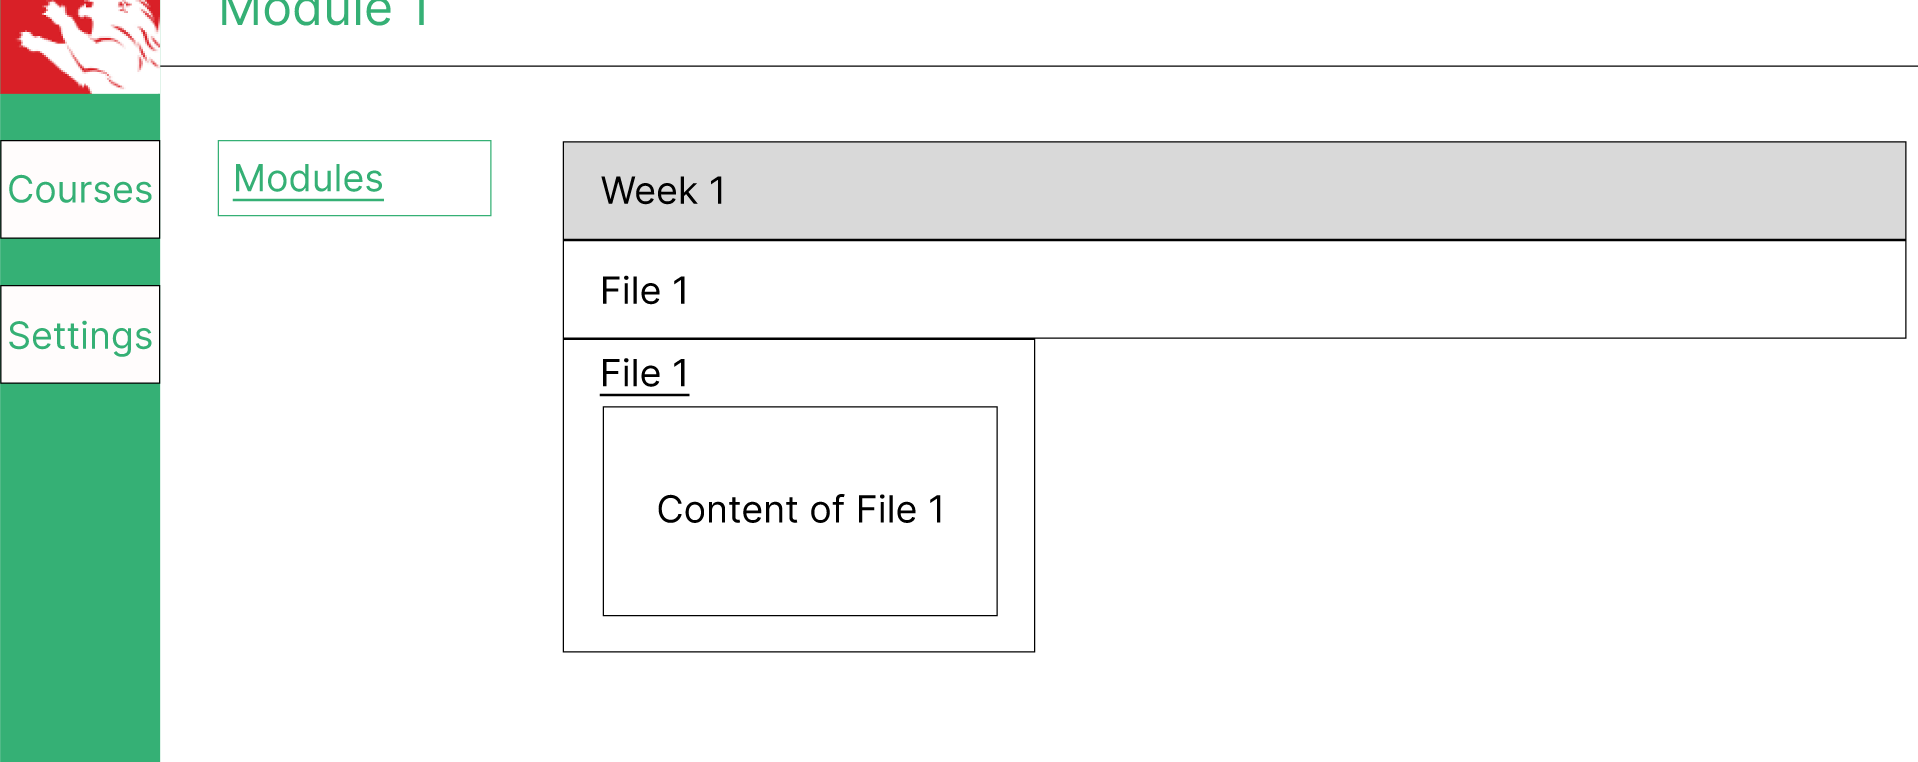 Module 1
Courses
Settings
Modules
Week 1
File 1
File 1
Content of File 1